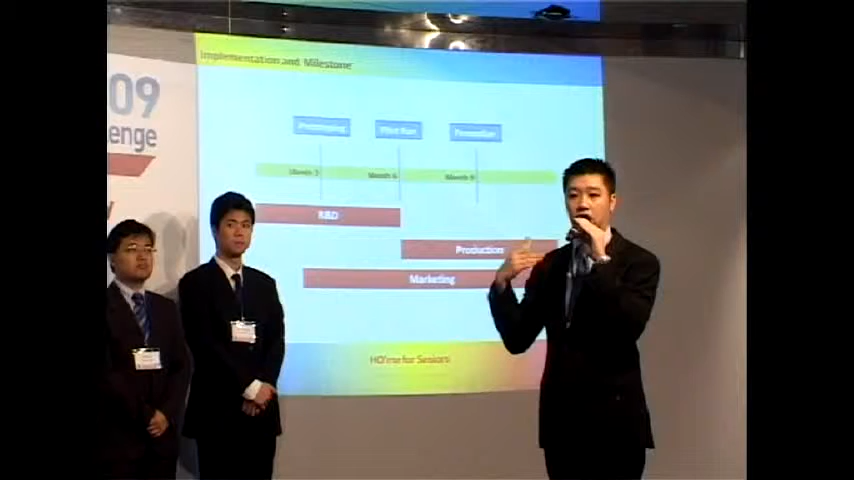 09
enge
Implementation and Milestone
Prototyping
Pilot Run
Promotion
Month 3
Month 6
Month 9
R&D
Production
Marketing
HO'me for Seniors